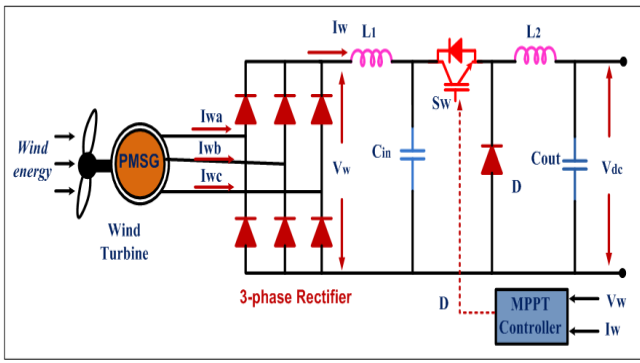 Iw
L1
L2
Sw
Iwa
Iwb
Iwc
Wind
energy
PMSG
Wind
Turbine
Vw
Cin
D
Cout
Vdc
3-phase Rectifier
D
MPPT
Controller
Vw
Iw